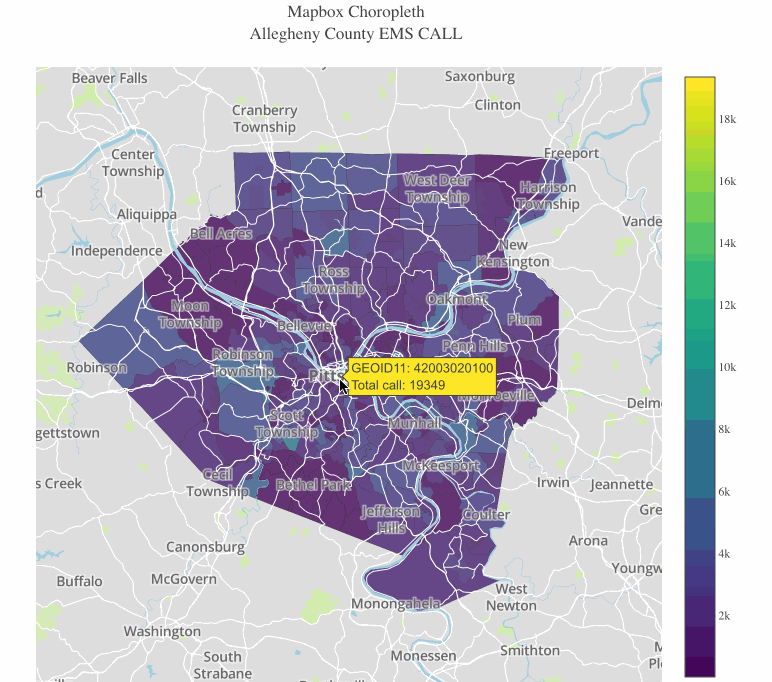 Mapbox Choropleth
Allegheny County EMS CALL
Beaver Falls
Saxonburg
Clinton
Cranberry
Township
Center
Township
Freeport
West Deer
Township
Harrison
Township
Aliquippa
Vande
Bell Acres
Independence
New
Kensington
Ross
Township
Oakmont
Moon
Township
Plum
Bellevue
Penn Hills
Robinson
Township
Robinson
Pitts
GEOID11: 42003020100
Total call: 19349
Monroeville
Delm
Scott
Township
Munhall
gettstown
McKeesport
Cecil
Township
Bethel Park
s Creek
Irwin
Jeannette
Jefferson
Hills
Coulter
Gre
Canonsburg
Arona
Buffalo
McGovern
Youngw
West
Newton
Monongahela
Washington
Smithton
South
Strabane
Monessen
M
Pl
18k
16k
14k
12k
10k
8k
6k
4k
2k